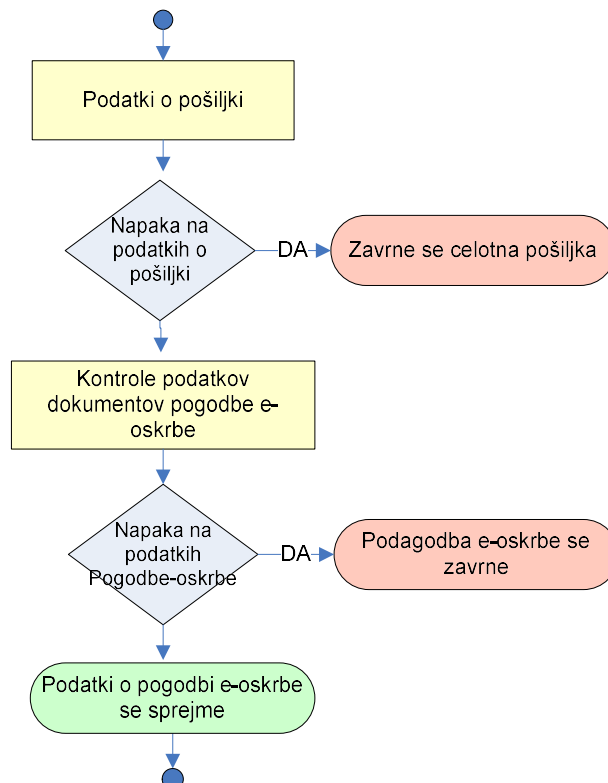 Podatki o pošiljki
Napaka na
podatkih o
pošiljki
DA
Zavrne se celotna pošiljka
Kontrole podatkov
dokumentov pogodbe e-
oskrbe
Napaka na
podatkih
Pogodbe-oskrbe
DA
Podagodba e-oskrbe se
zavrne
Podatki o pogodbi e-oskrbe
se sprejme